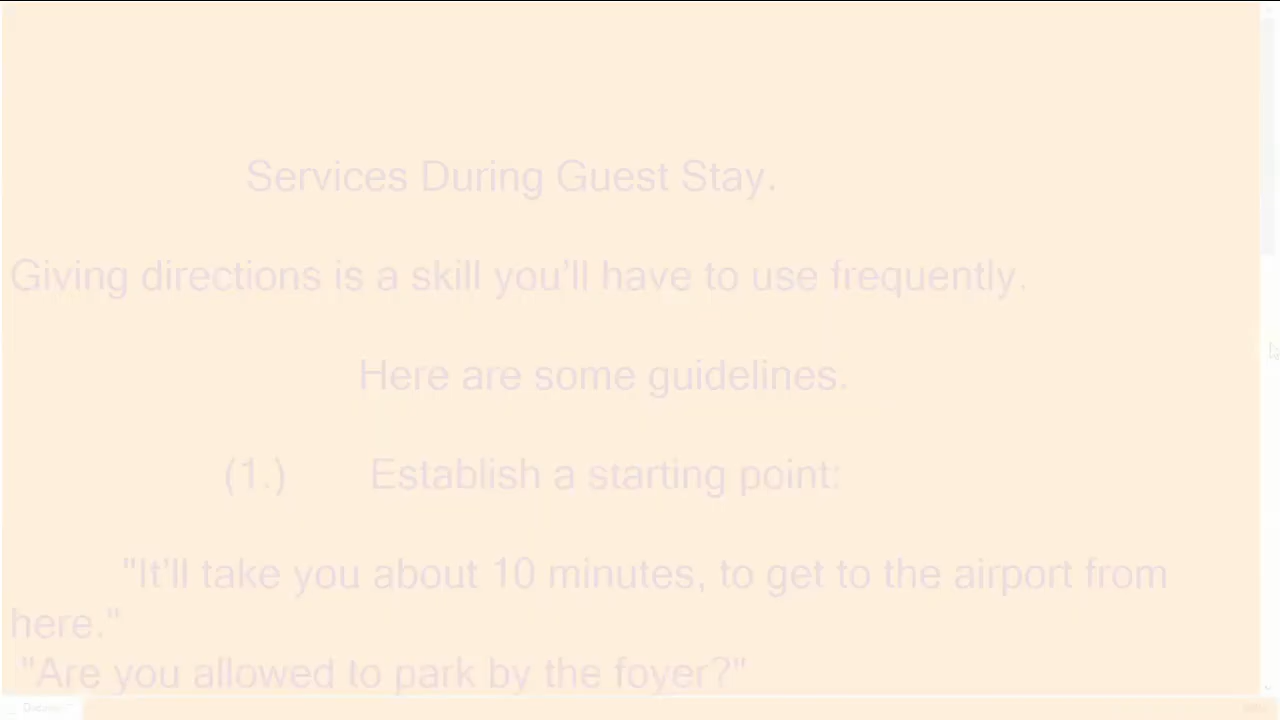 Services During Guest Stay.
Giving directions is a skill you'll have to use frequently.
Here are some guidelines.
(1.) Establish a starting point:
"It'll take you about 10 minutes, to get to the airport from
here."
"Are you allowed to park by the foyer?"